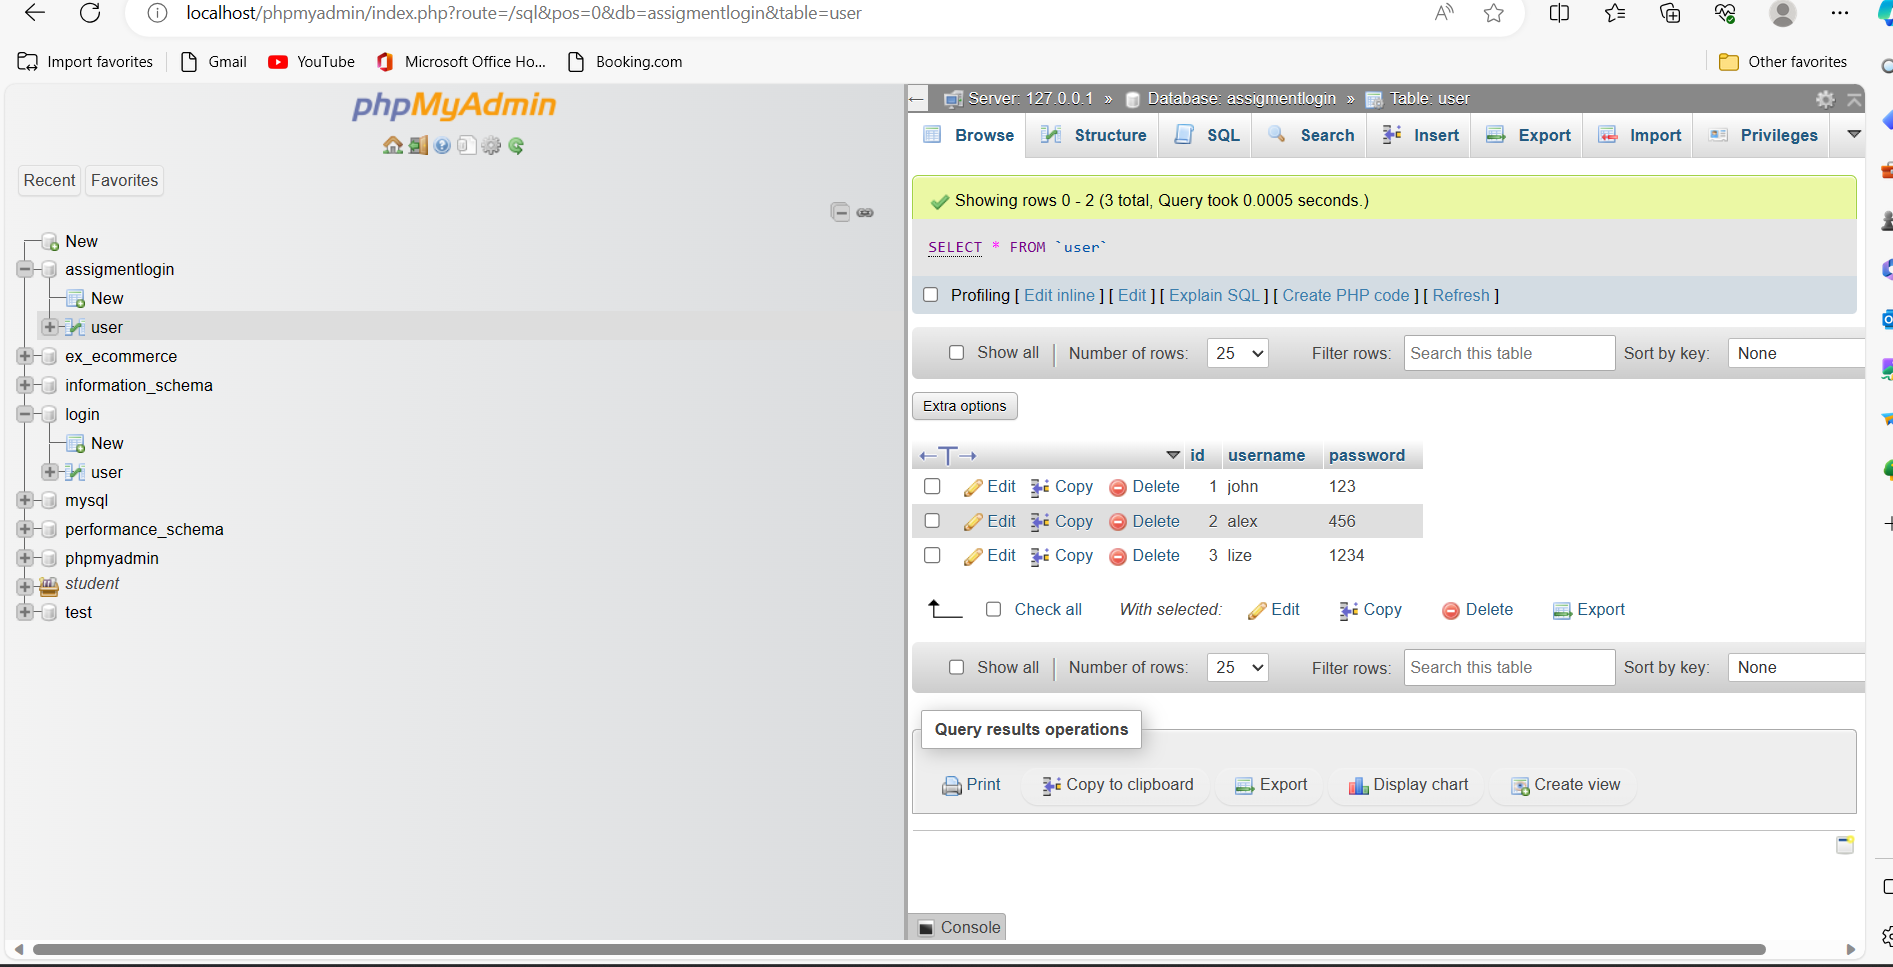 localhost/phpmyadmin/index.php?route=/sql&pos=0&db=assigmentlogin&table=user
Import favorites Gmail YouTube Microsoft Office Ho... Booking.com Other favorites
phpMyAdmin
Recent Favorites
New
assigmentlogin
New
user
ex_ecommerce
information_schema
login
New
user
mysql
performance_schema
phpmyadmin
student
test
Server: 127.0.0.1 » Database: assigmentlogin » Table: user
Browse Structure SQL Search Insert Export Import Privileges
Showing rows 0 - 2 (3 total, Query took 0.0005 seconds.)
SELECT * FROM `user`
Profiling [ Edit inline ] [ Edit ] [ Explain SQL ] [ Create PHP code ] [ Refresh ]
Show all Number of rows: 25 Filter rows: Search this table Sort by key: None
Extra options
←T→ id username password
Edit Copy Delete 1 john 123
Edit Copy Delete 2 alex 456
Edit Copy Delete 3 lize 1234
Check all With selected: Edit Copy Delete Export
Show all Number of rows: 25 Filter rows: Search this table Sort by key: None
Query results operations
Print Copy to clipboard Export Display chart Create view
Console